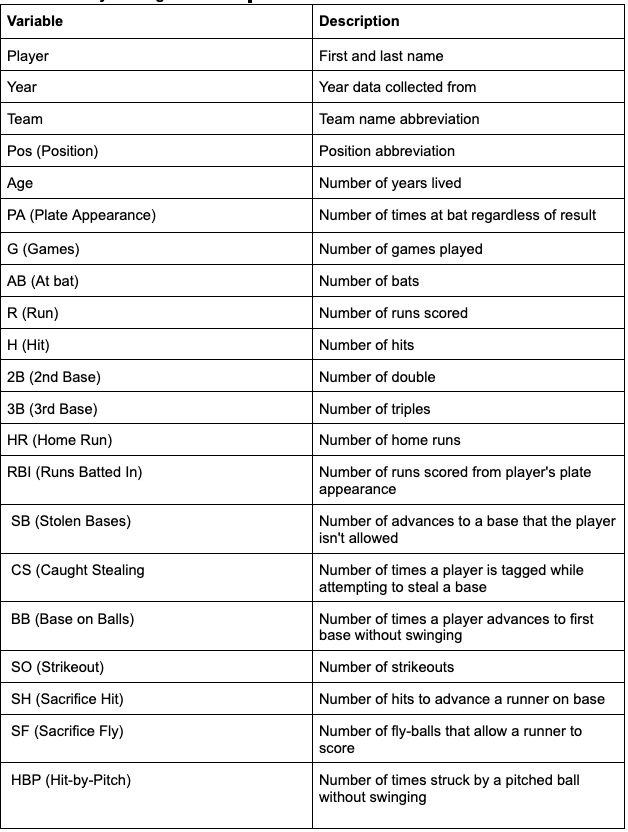 Variable Description
Player First and last name
Year Year data collected from
Team Team name abbreviation
Pos (Position) Position abbreviation
Age Number of years lived
PA (Plate Appearance) Number of times at bat regardless of result
G (Games) Number of games played
AB (At bat) Number of bats
R (Run) Number of runs scored
H (Hit) Number of hits
2B (2nd Base) Number of double
3B (3rd Base) Number of triples
HR (Home Run) Number of home runs
RBI (Runs Batted In) Number of runs scored from player's plate
appearance
SB (Stolen Bases) Number of advances to a base that the player
isn't allowed
CS (Caught Stealing Number of times a player is tagged while
attempting to steal a base
BB (Base on Balls) Number of times a player advances to first
base without swinging
SO (Strikeout) Number of strikeouts
SH (Sacrifice Hit) Number of hits to advance a runner on base
SF (Sacrifice Fly) Number of fly-balls that allow a runner to
score
HBP (Hit-by-Pitch) Number of times struck by a pitched ball
without swinging